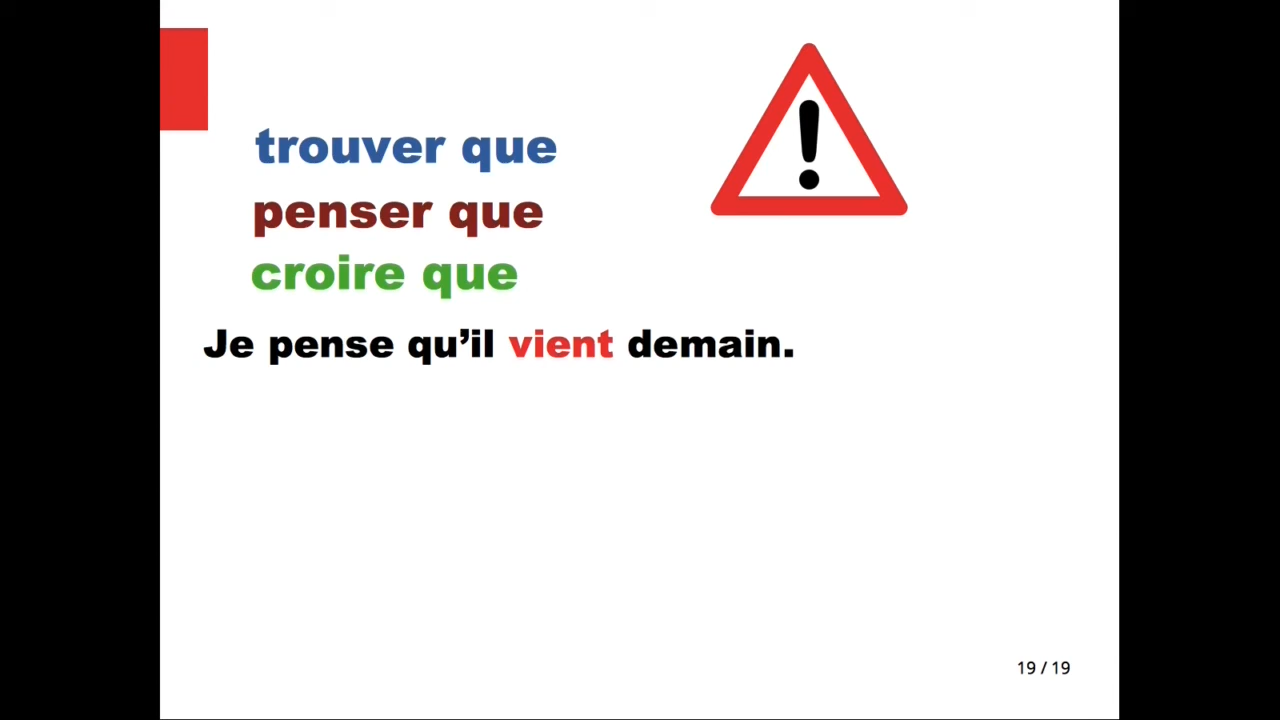 trouver que
penser que
croire que
Je pense qu’il vient demain.
19 / 19